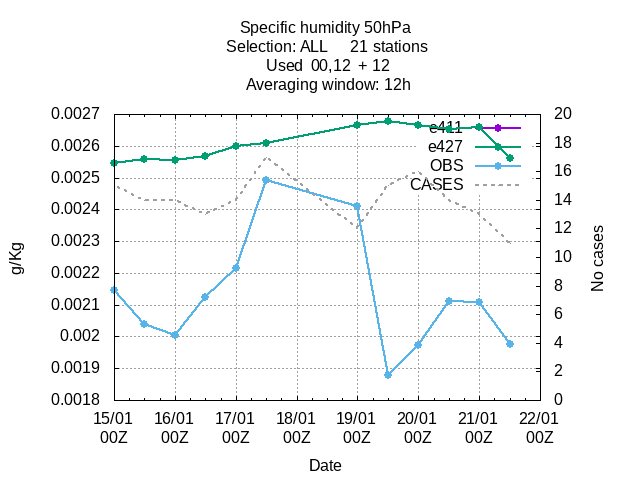 Specific humidity 50hPa
Selection: ALL 21 stations
Used 00,12 + 12
Averaging window: 12h
0.0027
0.0026
0.0025
0.0024
0.0023
0.0022
0.0021
0.002
0.0019
0.0018
20
18
16
14
12
10
8
6
4
2
0
e411
e427
OBS
CASES
g/Kg
No cases
15/01 16/01 17/01 18/01 19/01 20/01 21/01 22/01
00Z 00Z 00Z 00Z 00Z 00Z 00Z 00Z
Date